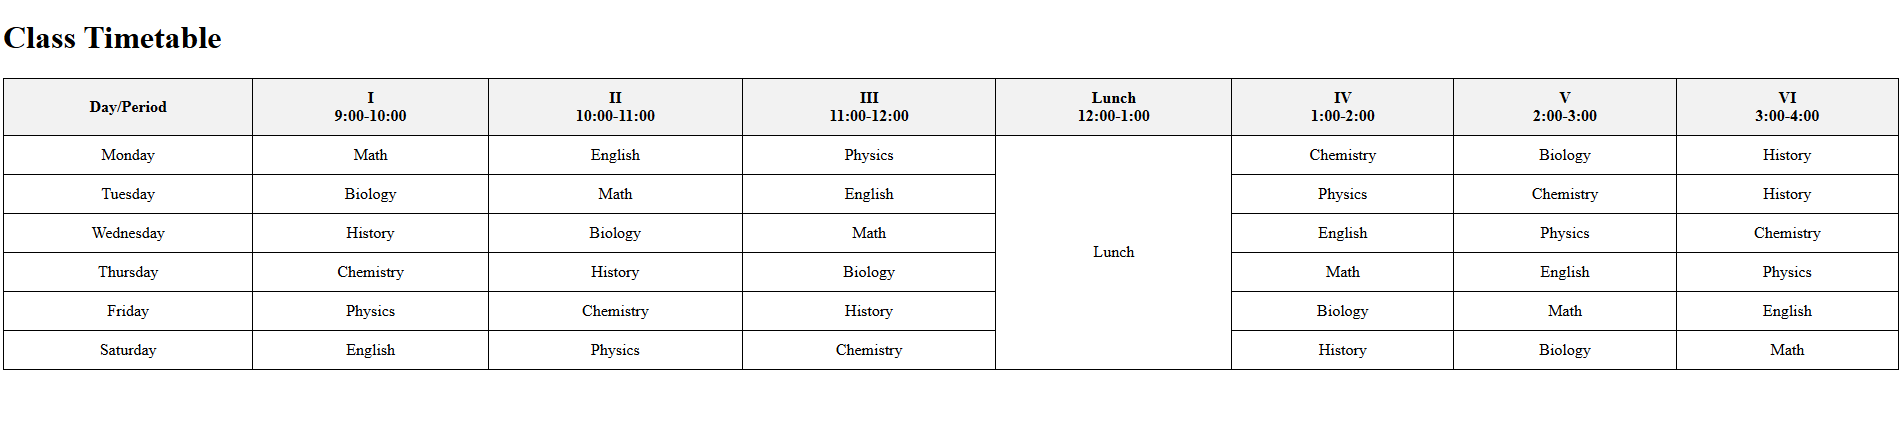 Class Timetable
Day/Period I 9:00-10:00 II 10:00-11:00 III 11:00-12:00 Lunch 12:00-1:00 IV 1:00-2:00 V 2:00-3:00 VI 3:00-4:00
Monday Math English Physics Lunch Chemistry Biology History
Tuesday Biology Math English Physics Chemistry History
Wednesday History Biology Math English Physics Chemistry
Thursday Chemistry History Biology Math English Physics
Friday Physics Chemistry History Biology Math English
Saturday English Physics Chemistry History Biology Math